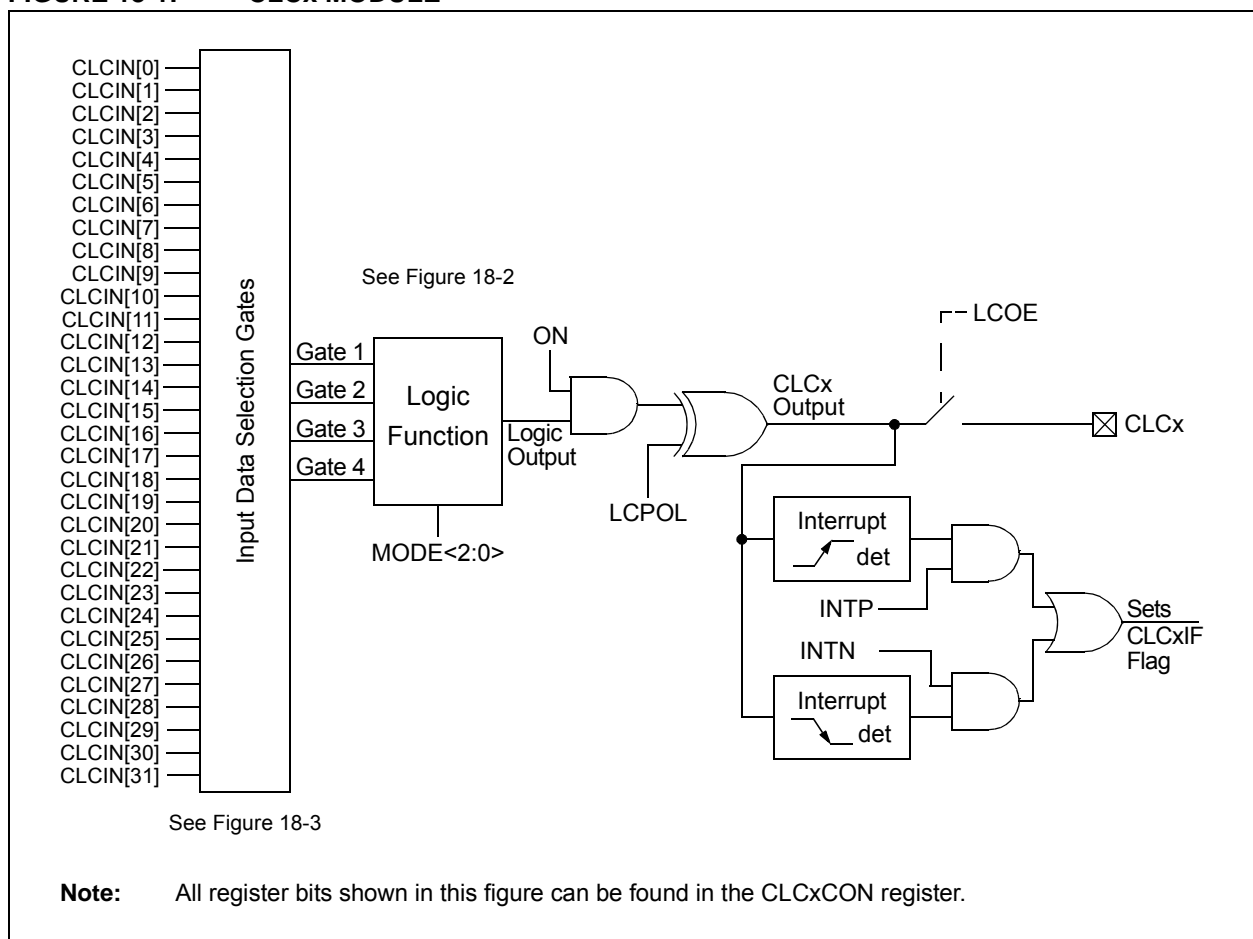 CLCIN[0]
CLCIN[1]
CLCIN[2]
CLCIN[3]
CLCIN[4]
CLCIN[5]
CLCIN[6]
CLCIN[7]
CLCIN[8]
CLCIN[9]
CLCIN[10]
CLCIN[11]
CLCIN[12]
CLCIN[13]
CLCIN[14]
CLCIN[15]
CLCIN[16]
CLCIN[17]
CLCIN[18]
CLCIN[19]
CLCIN[20]
CLCIN[21]
CLCIN[22]
CLCIN[23]
CLCIN[24]
CLCIN[25]
CLCIN[26]
CLCIN[27]
CLCIN[28]
CLCIN[29]
CLCIN[30]
CLCIN[31]
Input Data Selection Gates
See Figure 18-3
See Figure 18-2
Gate 1
Gate 2
Gate 3
Gate 4
Logic
Function
MODE<2:0>
Logic
Output
ON
LCPOL
CLCx
Output
LCOE
CLCx
Interrupt
det
INTP
INTN
Interrupt
det
Sets
CLCxIF
Flag
Note: All register bits shown in this figure can be found in the CLCxCON register.